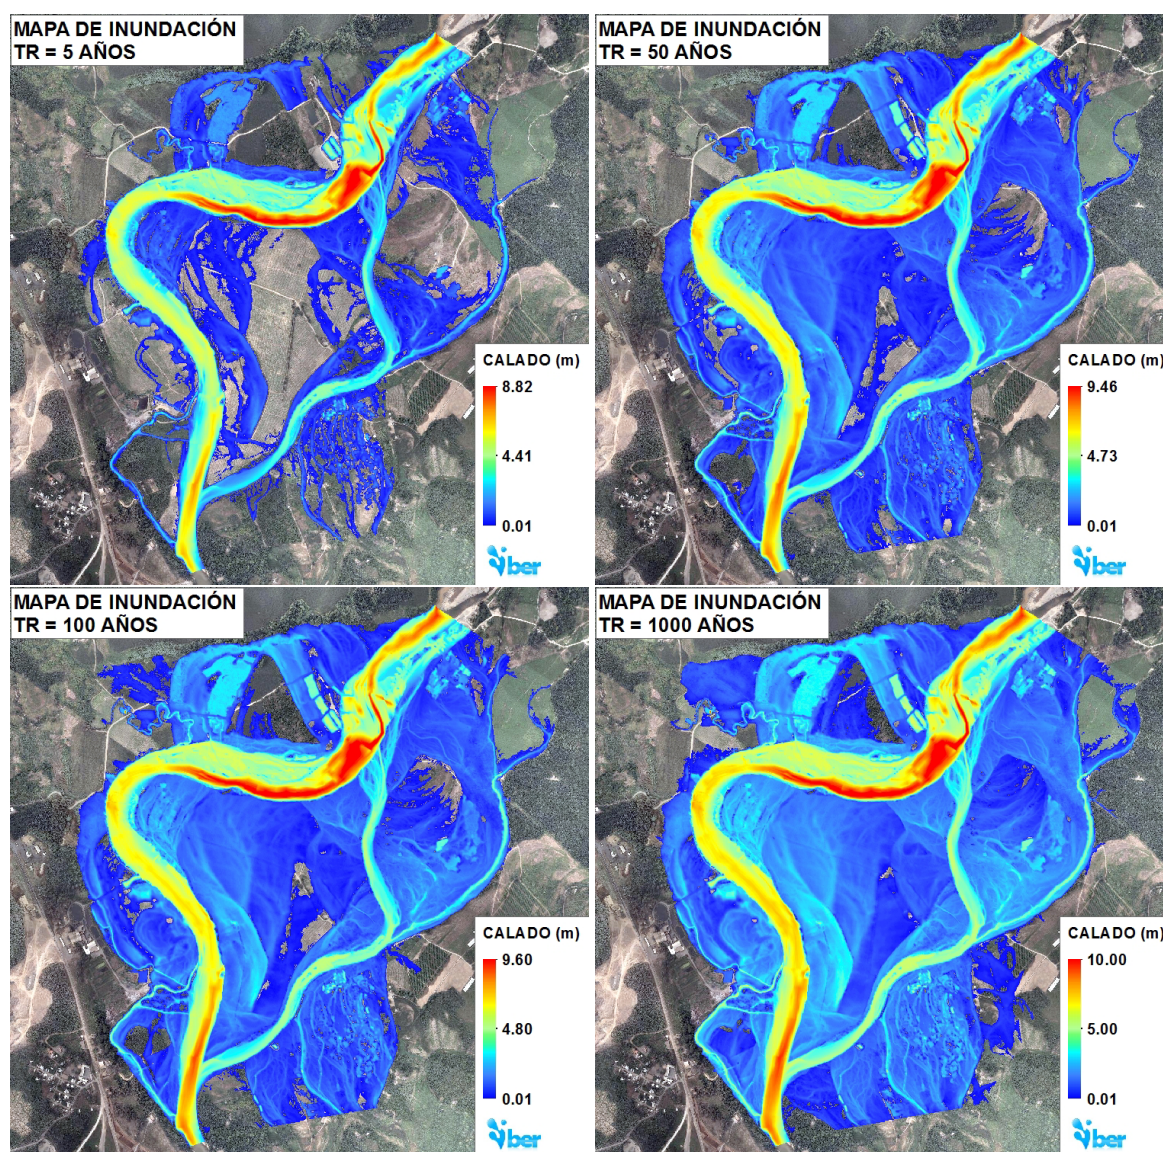 MAPA DE INUNDACIÓN
TR = 5 AÑOS
CALADO (m)
8.82
4.41
0.01
iber
MAPA DE INUNDACIÓN
TR = 50 AÑOS
CALADO (m)
9.46
4.73
0.01
iber
MAPA DE INUNDACIÓN
TR = 100 AÑOS
CALADO (m)
9.60
4.80
0.01
iber
MAPA DE INUNDACIÓN
TR = 1000 AÑOS
CALADO (m)
10.00
5.00
0.01
iber